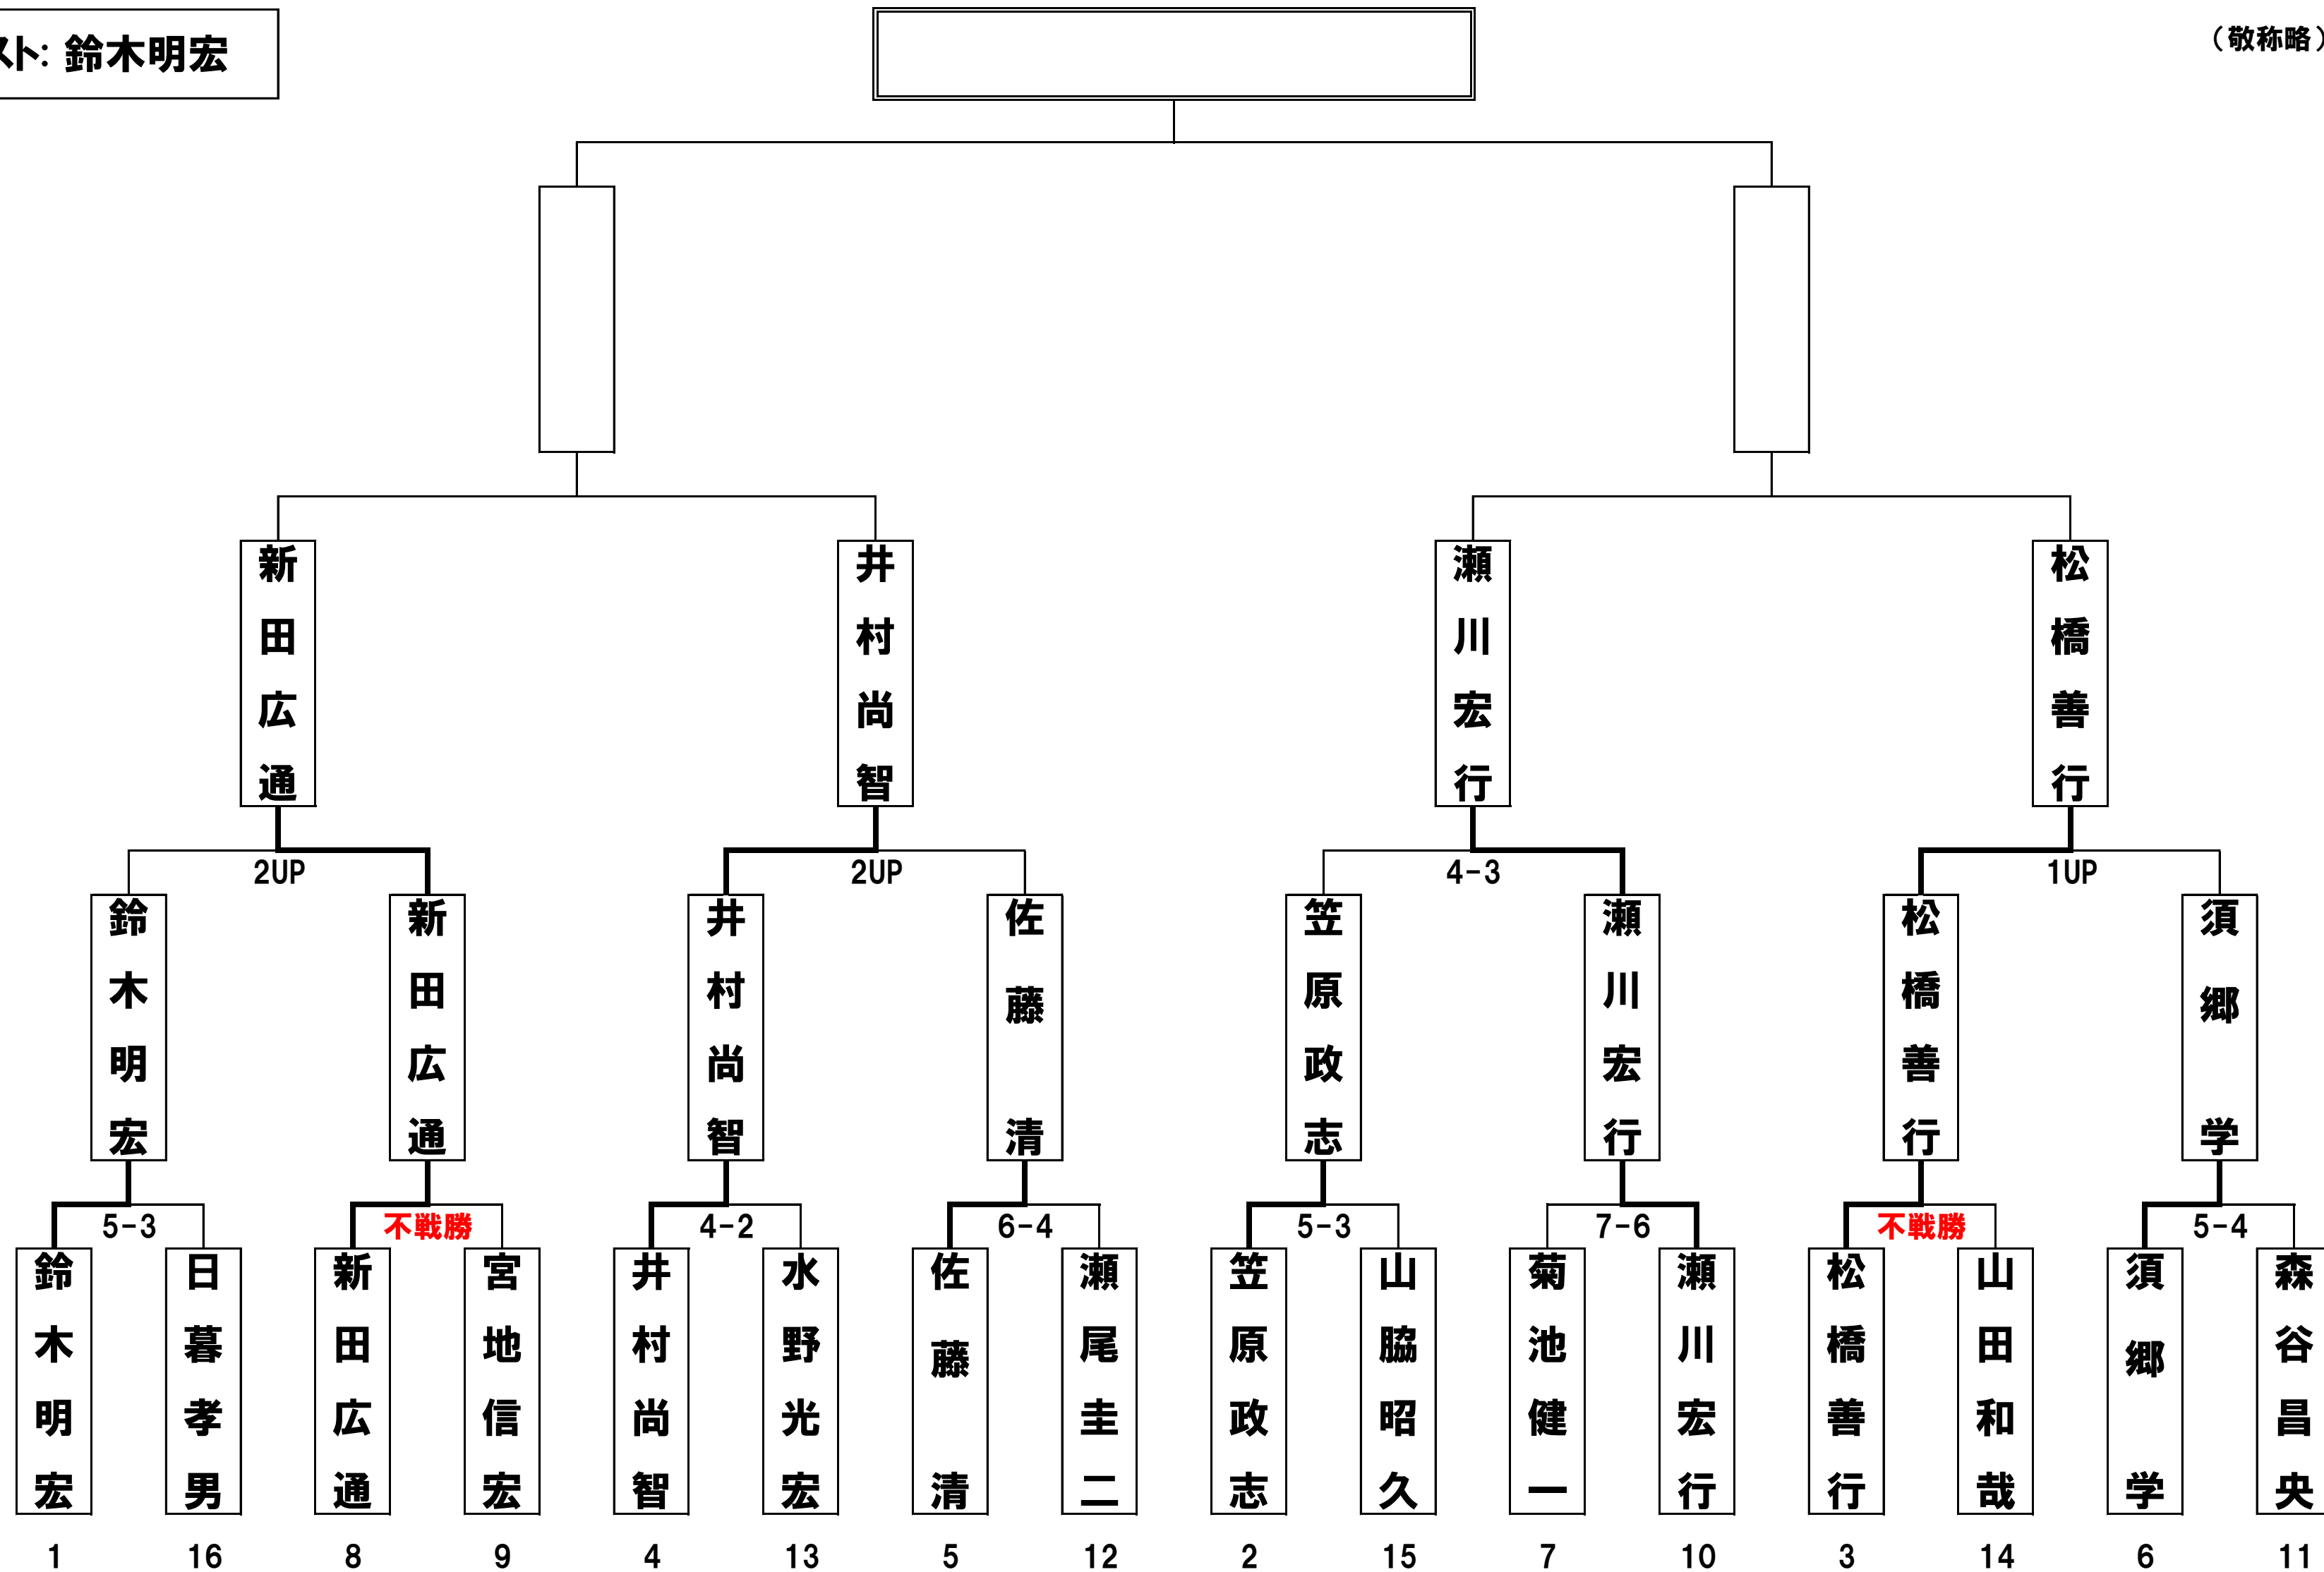 スト: 鈴木明宏
（敬称略）
新田広通
井村尚智
瀬川宏行
松橋善行
2UP
2UP
4-3
1UP
鈴木明宏
新田広通
井村尚智
佐藤清
笠原政志
瀬川宏行
松橋善行
須郷学
5-3
不戦勝
4-2
6-4
5-3
7-6
不戦勝
5-4
鈴木明宏
日暮孝男
新田広通
宮地信宏
井村尚智
水野光宏
佐藤清
瀬尾圭二
笠原政志
山脇昭久
菊池健一
瀬川宏行
松橋善行
山田和哉
須郷学
森谷昌央
1
16
8
9
4
13
5
12
2
15
7
10
3
14
6
11